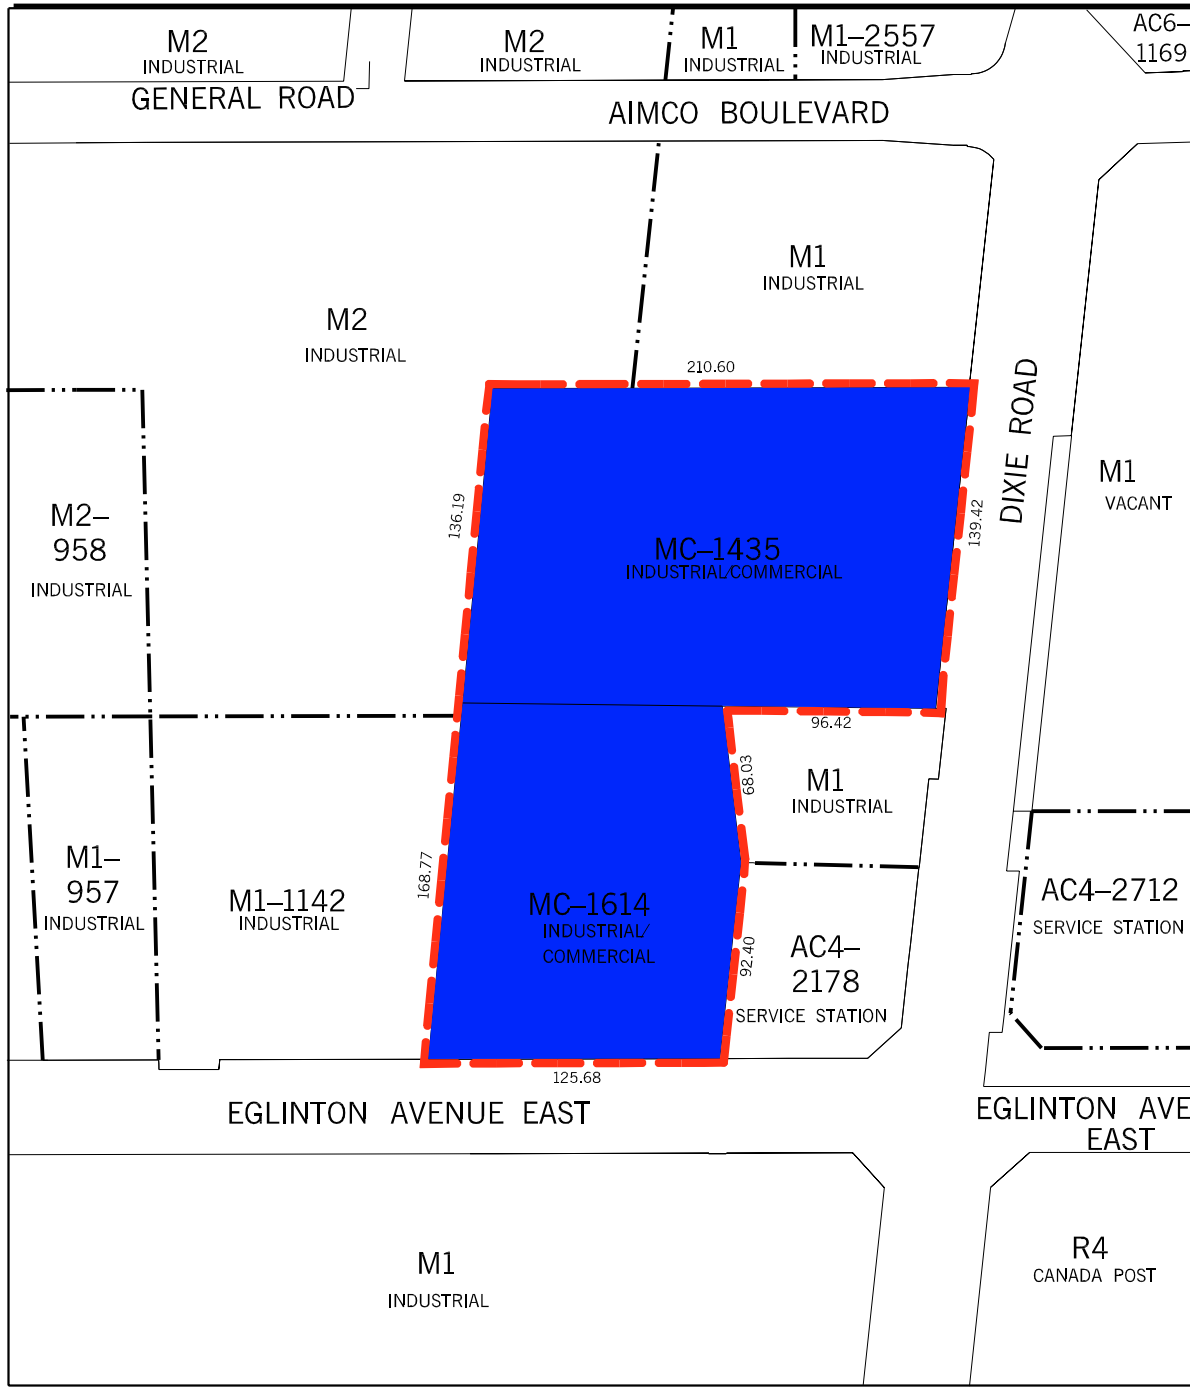 M2
INDUSTRIAL
M2
INDUSTRIAL
M1
INDUSTRIAL
M1–2557
INDUSTRIAL
AC6–
1169
GENERAL ROAD
AIMCO BOULEVARD
M1
INDUSTRIAL
M2
INDUSTRIAL
210.60
DIXIE ROAD
M1
VACANT
136.19
139.42
M2–
958
INDUSTRIAL
MC–1435
INDUSTRIAL/COMMERCIAL
96.42
68.03
M1
INDUSTRIAL
M1–
957
INDUSTRIAL
M1–1142
INDUSTRIAL
168.77
MC–1614
INDUSTRIAL/
COMMERCIAL
92.40
AC4–
2178
SERVICE STATION
AC4–2712
SERVICE STATION
125.68
EGLINTON AVENUE EAST
EGLINTON AVE
EAST
M1
INDUSTRIAL
R4
CANADA POST